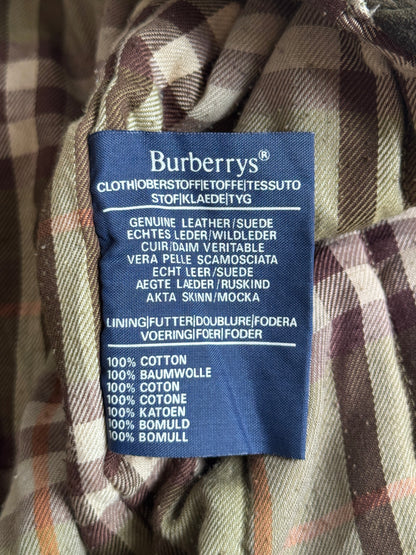 Burberrys®
CLOTH|OBERSTOFF|ETOFFE|TESSUTO
STOF|KLAEDE|TYG
GENUINE LEATHER/SUEDE
ECHTES LEDER/WILDLEDER
CUIR/DAIM VERITABLE
VERA PELLE SCAMOSCIATA
ECHT LEER/SUEDE
AEGTE LAEDER/RUSKIND
AKTA SKINN/MOCKA
LINING|FUTTER|DOUBLURE|FODERA
VOERING|FOER|FODER
100% COTTON
100% BAUMWOLLE
100% COTON
100% COTONE
100% KATOEN
100% BOMULD
100% BOMULL